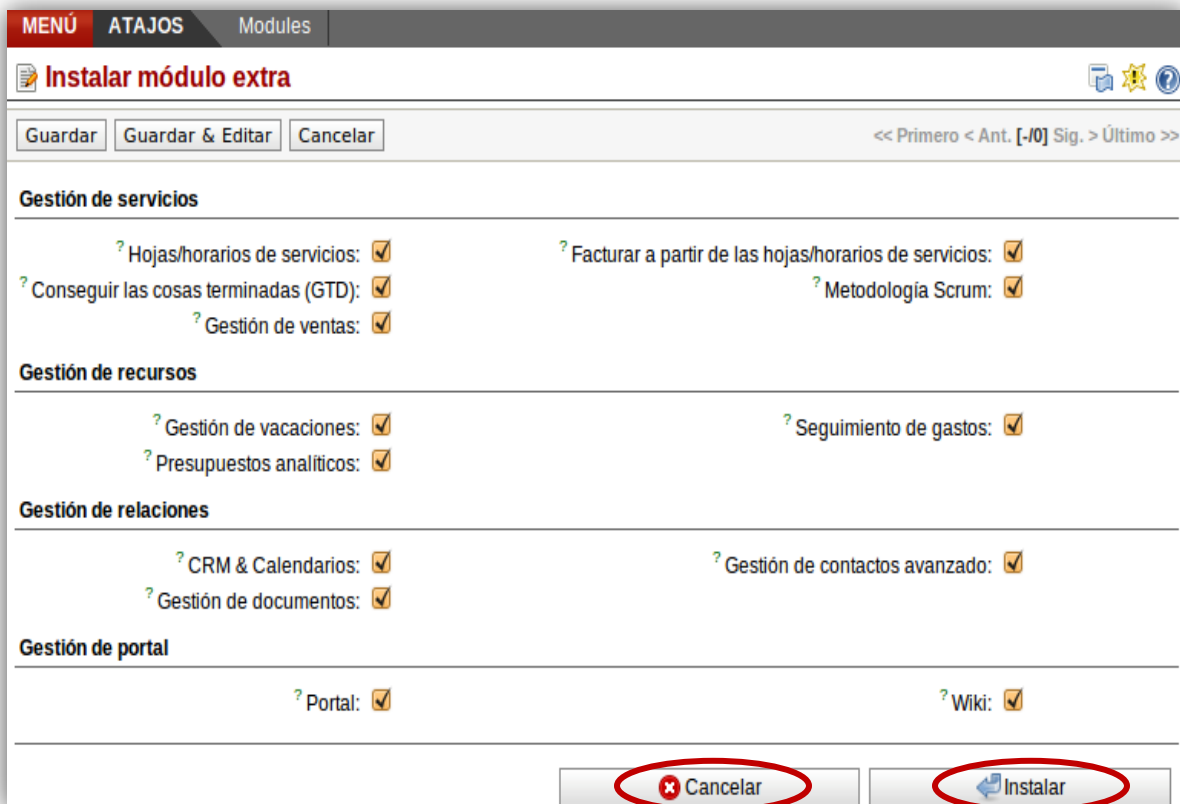 MENÚ ATAJOS Modules
Instalar módulo extra
Guardar Guardar & Editar Cancelar << Primero < Ant. [-/0] Sig. > Último >>
Gestión de servicios
? Hojas/horarios de servicios: ? Facturar a partir de las hojas/horarios de servicios:
? Conseguir las cosas terminadas (GTD): ? Metodología Scrum:
? Gestión de ventas:
Gestión de recursos
? Gestión de vacaciones: ? Seguimiento de gastos:
? Presupuestos analíticos:
Gestión de relaciones
? CRM & Calendarios: ? Gestión de contactos avanzado:
? Gestión de documentos:
Gestión de portal
? Portal: ? Wiki:
Cancelar Instalar